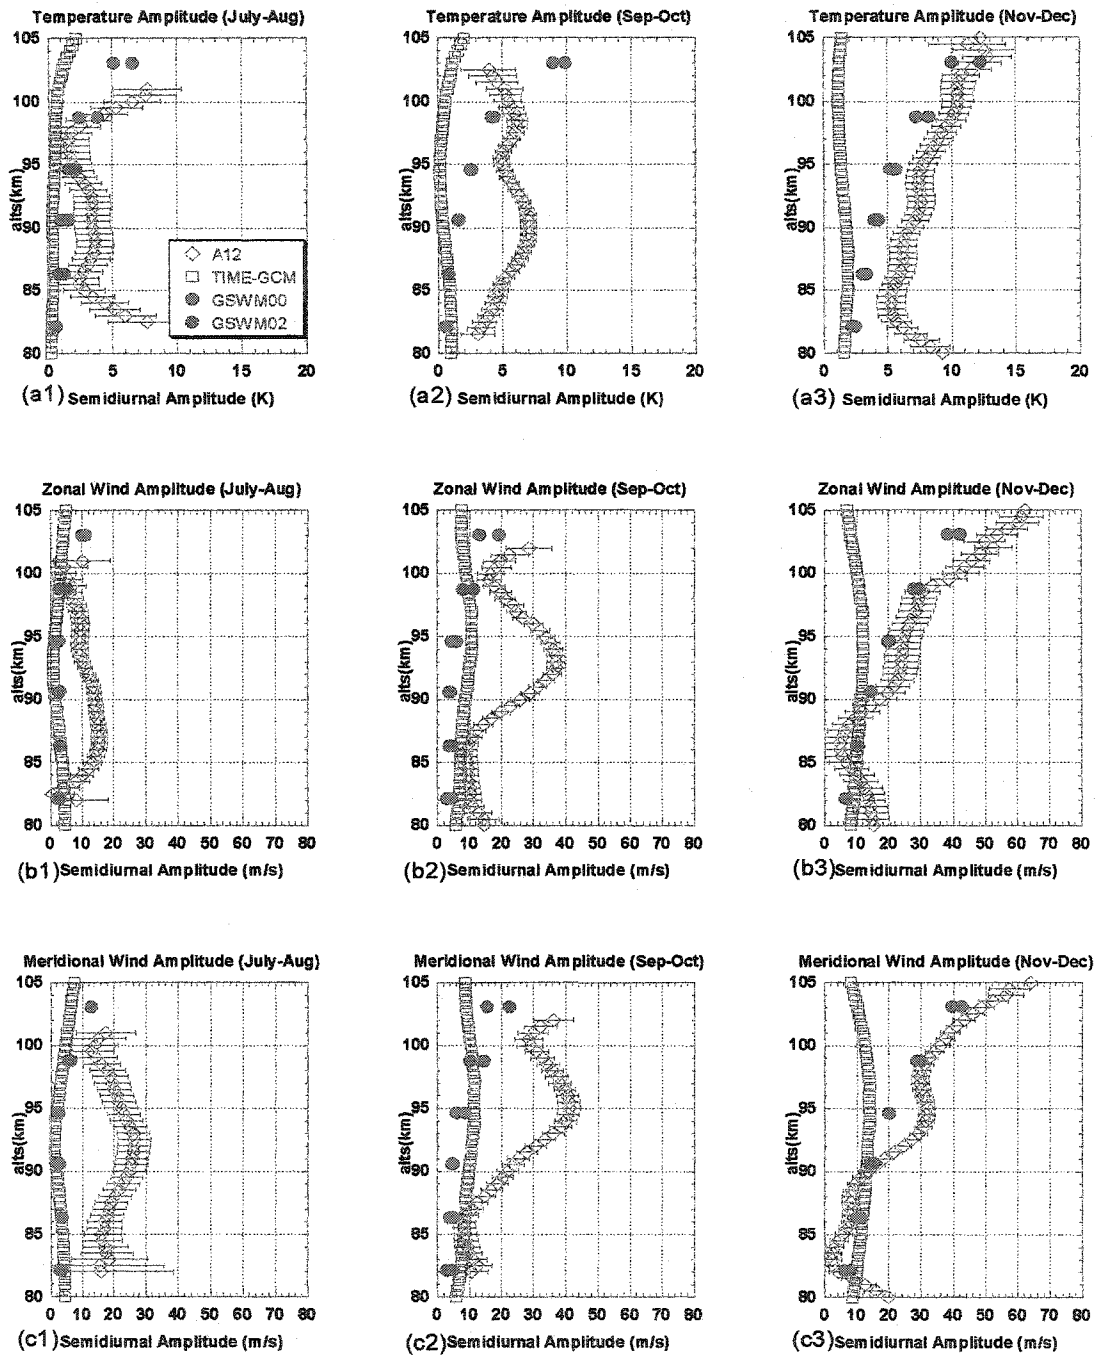 Temperature Amplitude (July-Aug)
105
100
95
90
85
80
alts(km)
A12
TIME-GCM
GSWM00
GSWM02
0 5 10 15 20
(a1) Semidiurnal Amplitude (K)
Temperature Amplitude (Sep-Oct)
105
100
95
90
85
80
alts(km)
0 5 10 15 20
(a2) Semidiurnal Amplitude (K)
Temperature Amplitude (Nov-Dec)
105
100
95
90
85
80
alts(km)
0 5 10 15 20
(a3) Semidiurnal Amplitude (K)
Zonal Wind Amplitude (July-Aug)
105
100
95
90
85
80
alts(km)
0 10 20 30 40 50 60 70 80
(b1) Semidiurnal Amplitude (m/s)
Zonal Wind Amplitude (Sep-Oct)
105
100
95
90
85
80
alts(km)
0 10 20 30 40 50 60 70 80
(b2) Semidiurnal Amplitude (m/s)
Zonal Wind Amplitude (Nov-Dec)
105
100
95
90
85
80
alts(km)
0 10 20 30 40 50 60 70 80
(b3) Semidiurnal Amplitude (m/s)
Meridional Wind Amplitude (July-Aug)
105
100
95
90
85
80
alts(km)
0 10 20 30 40 50 60 70 80
(c1) Semidiurnal Amplitude (m/s)
Meridional Wind Amplitude (Sep-Oct)
105
100
95
90
85
80
alts(km)
0 10 20 30 40 50 60 70 80
(c2) Semidiurnal Amplitude (m/s)
Meridional Wind Amplitude (Nov-Dec)
105
100
95
90
85
80
alts(km)
0 10 20 30 40 50 60 70 80
(c3) Semidiurnal Amplitude (m/s)